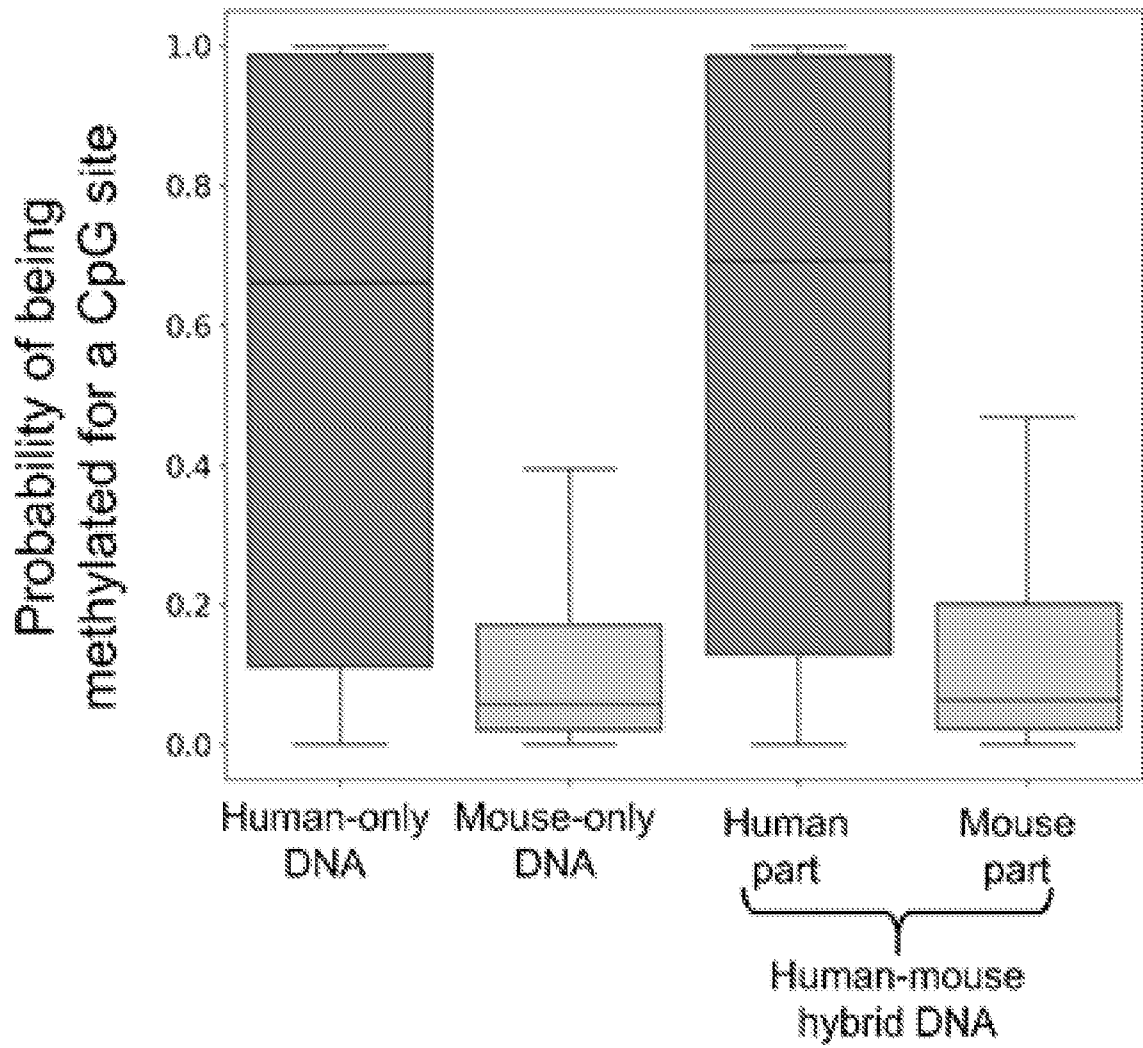 Probability of being
methylated for a CpG site
1.0
0.8
0.6
0.4
0.2
0.0
Human-only
DNA
Mouse-only
DNA
Human
part
Mouse
part
Human-mouse
hybrid DNA